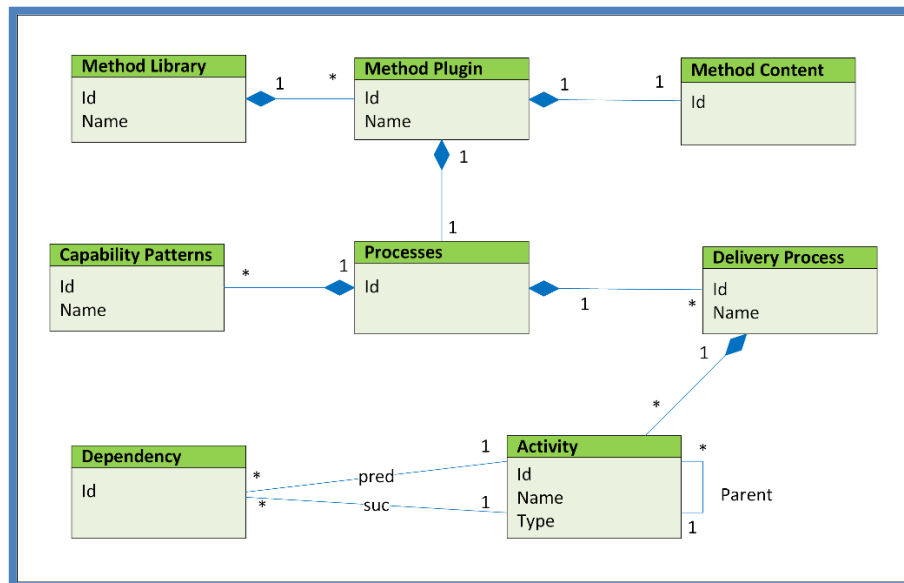 Method Library
Id
Name
1
*
Method Plugin
Id
Name
1
1
Method Content
Id
1
1
Capability Patterns
Id
Name
*
1
Processes
Id
1
*
Delivery Process
Id
Name
1
*
Dependency
Id
*
*
pred
suc
1
1
Activity
Id
Name
Type
*
1
Parent